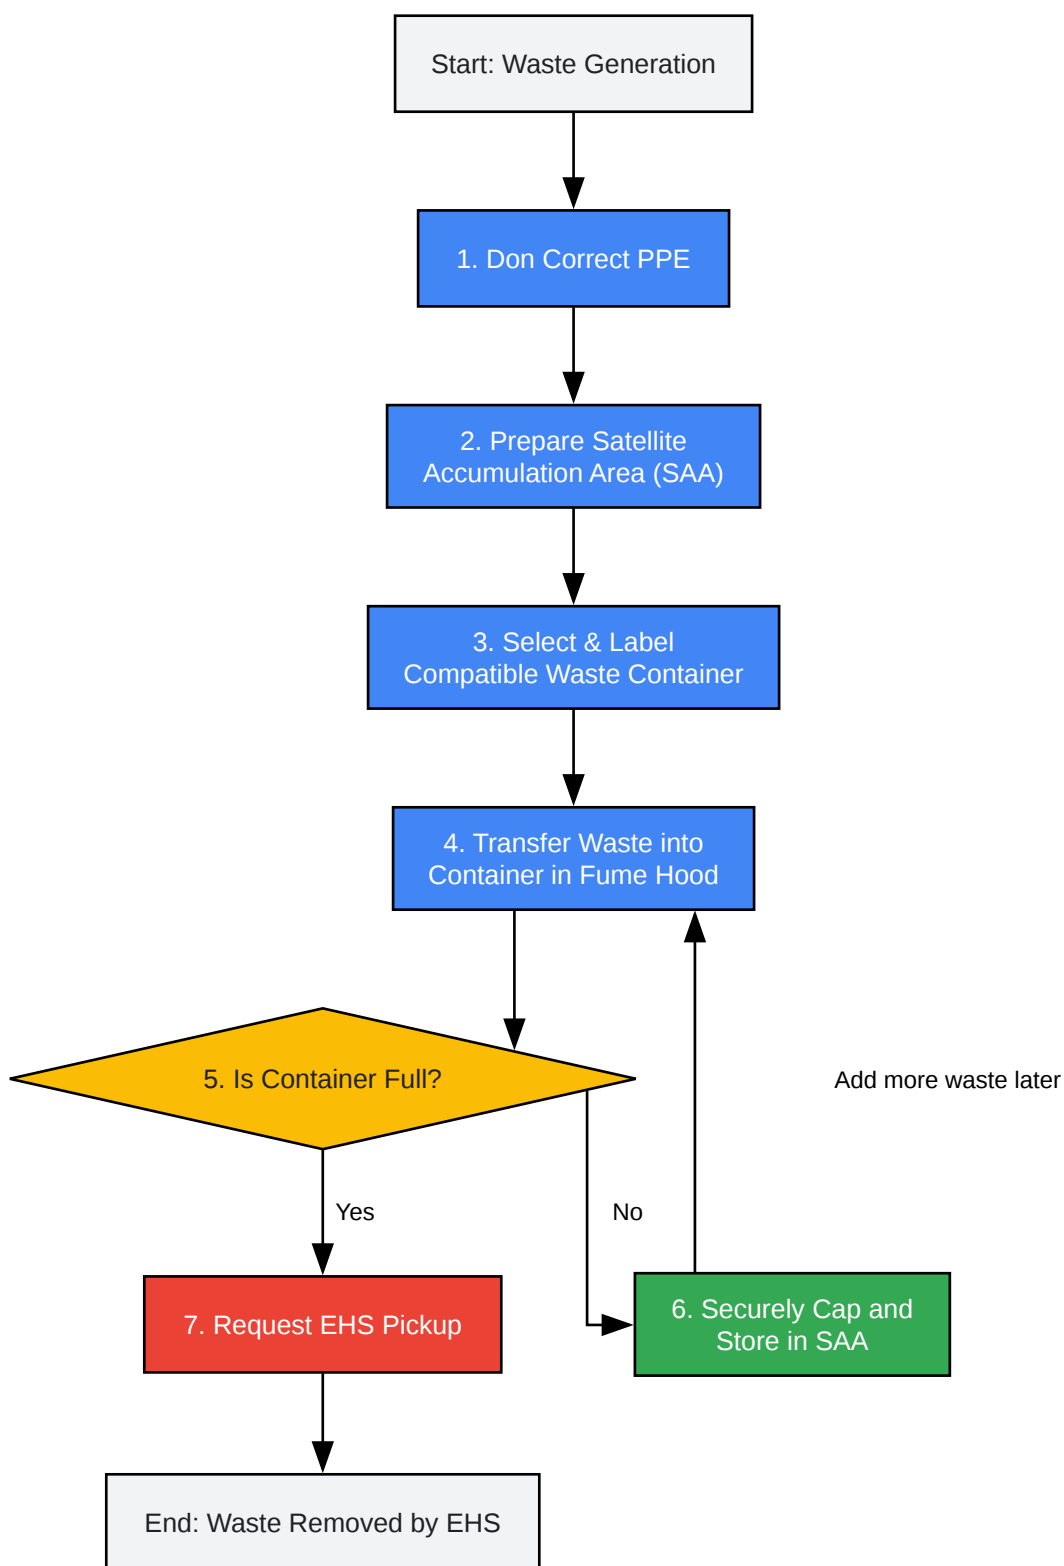 Start: Waste Generation
1. Don Correct PPE
2. Prepare Satellite
Accumulation Area (SAA)
3. Select & Label
Compatible Waste Container
4. Transfer Waste into
Container in Fume Hood
5. Is Container Full?
Add more waste later
Yes
No
7. Request EHS Pickup
6. Securely Cap and
Store in SAA
End: Waste Removed by EHS